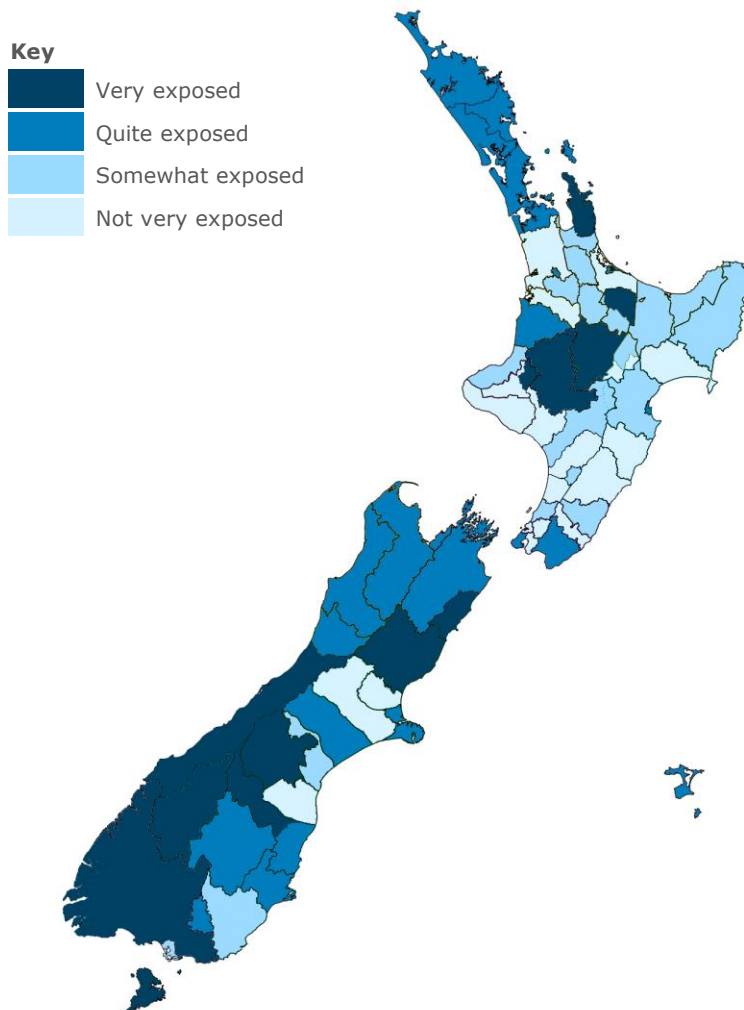 Key
Very exposed
Quite exposed
Somewhat exposed
Not very exposed